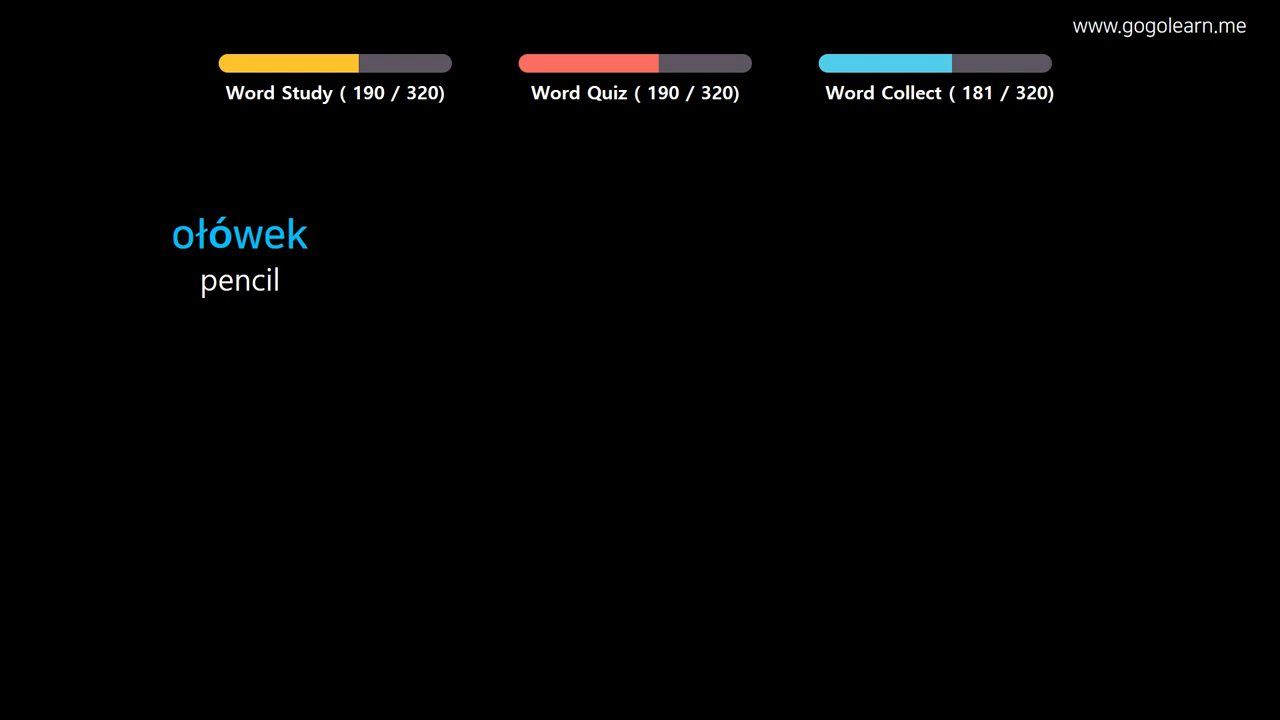 www.gogolearn.me
Word Study ( 190 / 320)
Word Quiz ( 190 / 320)
Word Collect ( 181 / 320)
ołówek
pencil